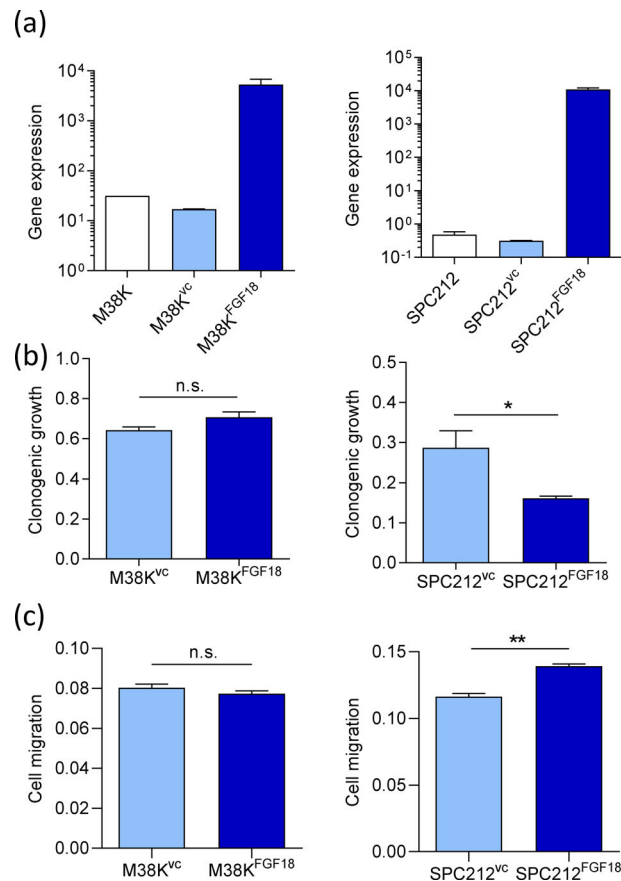 (a)
Gene expression
10⁴
10³
10²
10¹
10⁰
M38K
M38Kᵛᶜ
M38Kᶠᴳᶠ¹⁸
Gene expression
10⁵
10⁴
10³
10²
10¹
10⁰
10⁻¹
SPC212
SPC212ᵛᶜ
SPC212ᶠᴳᶠ¹⁸
(b)
Clonogenic growth
1.0
0.8
0.6
0.4
0.2
0.0
n.s.
M38Kᵛᶜ
M38Kᶠᴳᶠ¹⁸
Clonogenic growth
0.5
0.4
0.3
0.2
0.1
0.0
*
SPC212ᵛᶜ
SPC212ᶠᴳᶠ¹⁸
(c)
Cell migration
0.10
0.08
0.06
0.04
0.02
0.00
n.s.
M38Kᵛᶜ
M38Kᶠᴳᶠ¹⁸
Cell migration
0.15
0.10
0.05
0.00
**
SPC212ᵛᶜ
SPC212ᶠᴳᶠ¹⁸